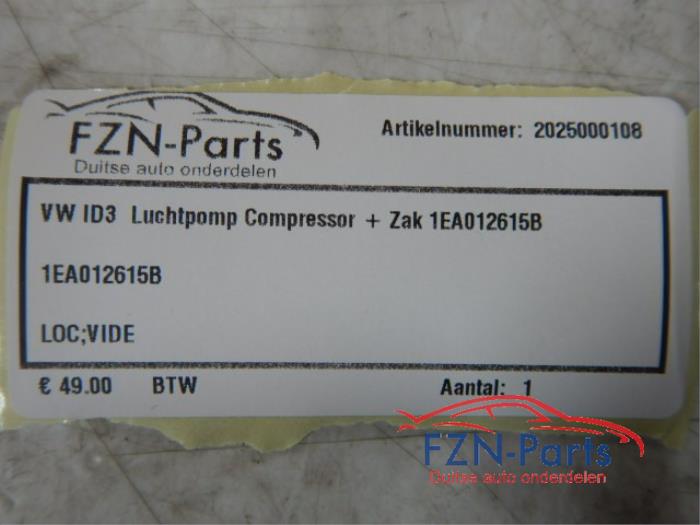 FZN-Parts
Duitse auto onderdelen
Artikelnummer: 2025000108
VW ID3 Luchtpomp Compressor + Zak 1EA012615B
1EA012615B
LOC;VIDE
€ 49.00 BTW Aantal: 1
FZN-Parts
Duitse auto onderdelen